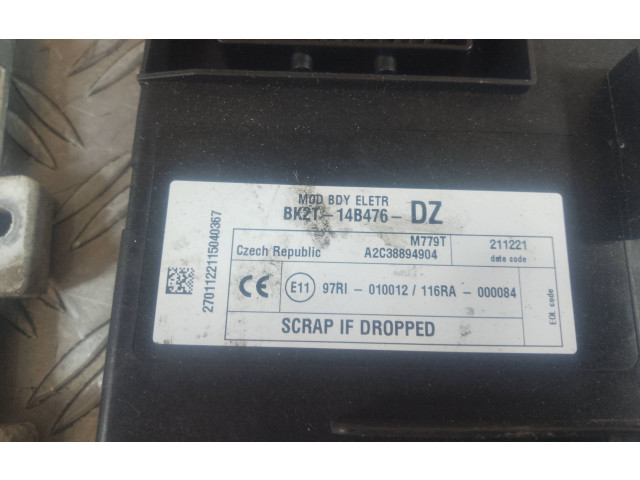 MOD BDY ELETR
BK2T-14B476- DZ
Czech Republic
M779T
A2C38894904
211221
date code
27011221115040367
CE
E11
97RI - 010012 / 116RA - 000084
EOL code
SCRAP IF DROPPED